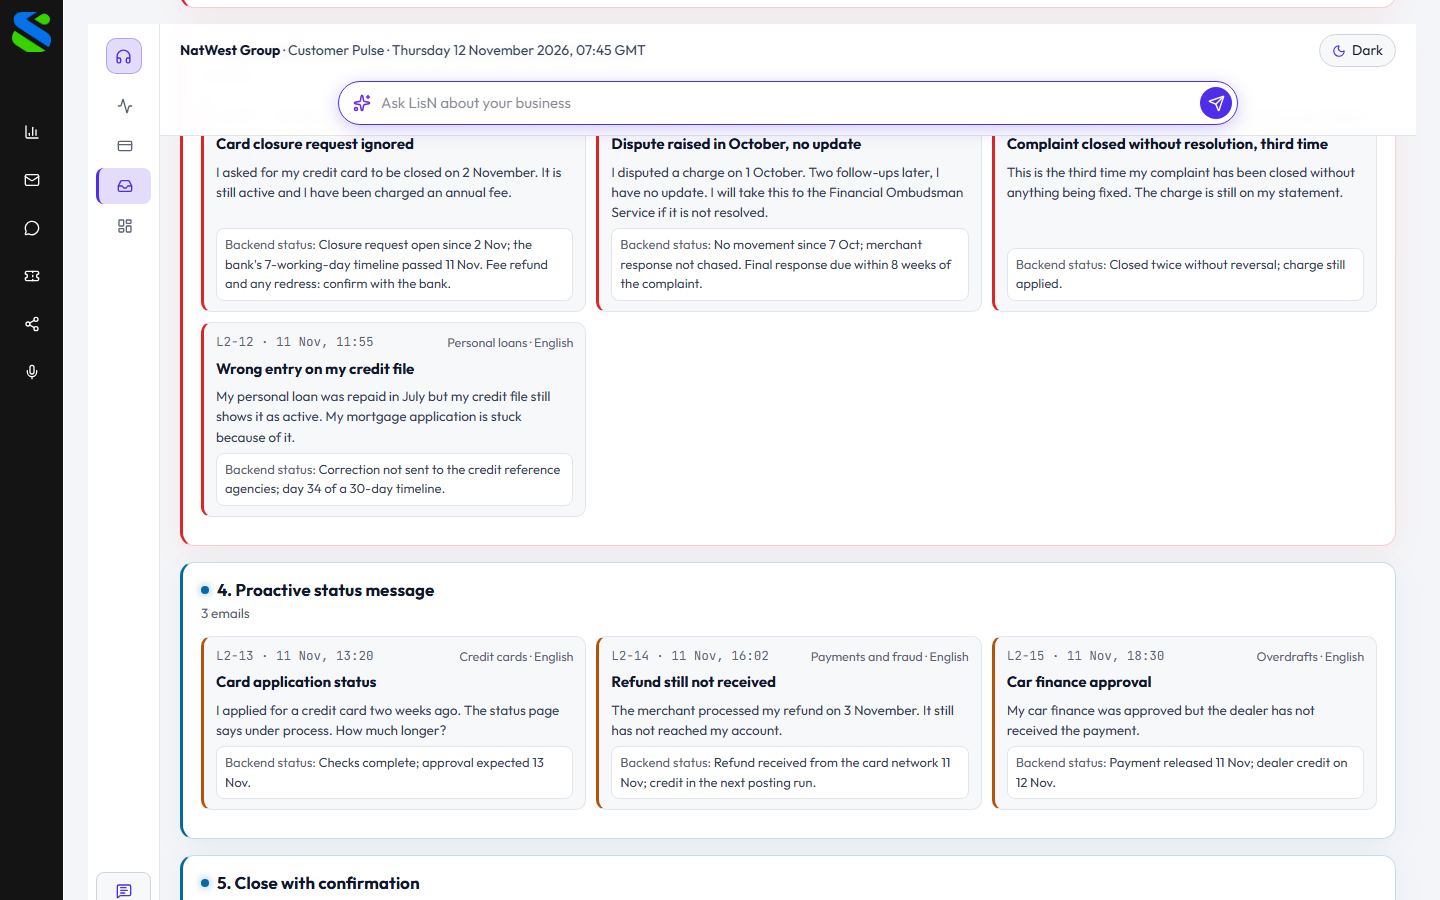 NatWest Group · Customer Pulse · Thursday 12 November 2026, 07:45 GMT
Dark
Ask LisN about your business
Card closure request ignored
I asked for my credit card to be closed on 2 November. It is
still active and I have been charged an annual fee.
Backend status: Closure request open since 2 Nov; the
bank's 7-working-day timeline passed 11 Nov. Fee refund
and any redress: confirm with the bank.
Dispute raised in October, no update
I disputed a charge on 1 October. Two follow-ups later, I
have no update. I will take this to the Financial Ombudsman
Service if it is not resolved.
Backend status: No movement since 7 Oct; merchant
response not chased. Final response due within 8 weeks of
the complaint.
Complaint closed without resolution, third time
This is the third time my complaint has been closed without
anything being fixed. The charge is still on my statement.
Backend status: Closed twice without reversal; charge still
applied.
L2-12 · 11 Nov, 11:55
Personal loans · English
Wrong entry on my credit file
My personal loan was repaid in July but my credit file still
shows it as active. My mortgage application is stuck
because of it.
Backend status: Correction not sent to the credit reference
agencies; day 34 of a 30-day timeline.
4. Proactive status message
3 emails
L2-13 · 11 Nov, 13:20
Credit cards · English
Card application status
I applied for a credit card two weeks ago. The status page
says under process. How much longer?
Backend status: Checks complete; approval expected 13
Nov.
L2-14 · 11 Nov, 16:02
Payments and fraud · English
Refund still not received
The merchant processed my refund on 3 November. It still
has not reached my account.
Backend status: Refund received from the card network 11
Nov; credit in the next posting run.
L2-15 · 11 Nov, 18:30
Overdrafts · English
Car finance approval
My car finance was approved but the dealer has not
received the payment.
Backend status: Payment released 11 Nov; dealer credit on
12 Nov.
5. Close with confirmation